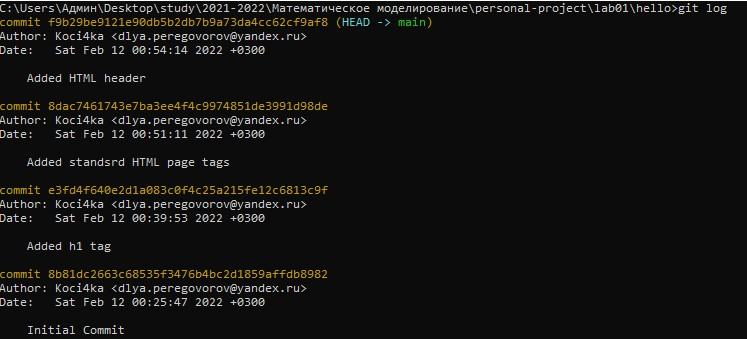 C:\Users\Админ\Desktop\study\2021-2022\Математическое моделирование\personal-project\lab01\hello>git log
commit f9b29be9121e90db5b2db7b9a73da4cc62cf9af8 (HEAD -> main)
Author: Koci4ka <dlya.peregovorov@yandex.ru>
Date:   Sat Feb 12 00:54:14 2022 +0300
Added HTML header
commit 8dac7461743e7ba3ee4f4c9974851de3991d98de
Author: Koci4ka <dlya.peregovorov@yandex.ru>
Date:   Sat Feb 12 00:51:11 2022 +0300
Added standsrd HTML page tags
commit e3fd4f640e2d1a083c0f4c25a215fe12c6813c9f
Author: Koci4ka <dlya.peregovorov@yandex.ru>
Date:   Sat Feb 12 00:39:53 2022 +0300
Added h1 tag
commit 8b81dc2663c68535f3476b4bc2d1859affdb8982
Author: Koci4ka <dlya.peregovorov@yandex.ru>
Date:   Sat Feb 12 00:25:47 2022 +0300
Initial Commit